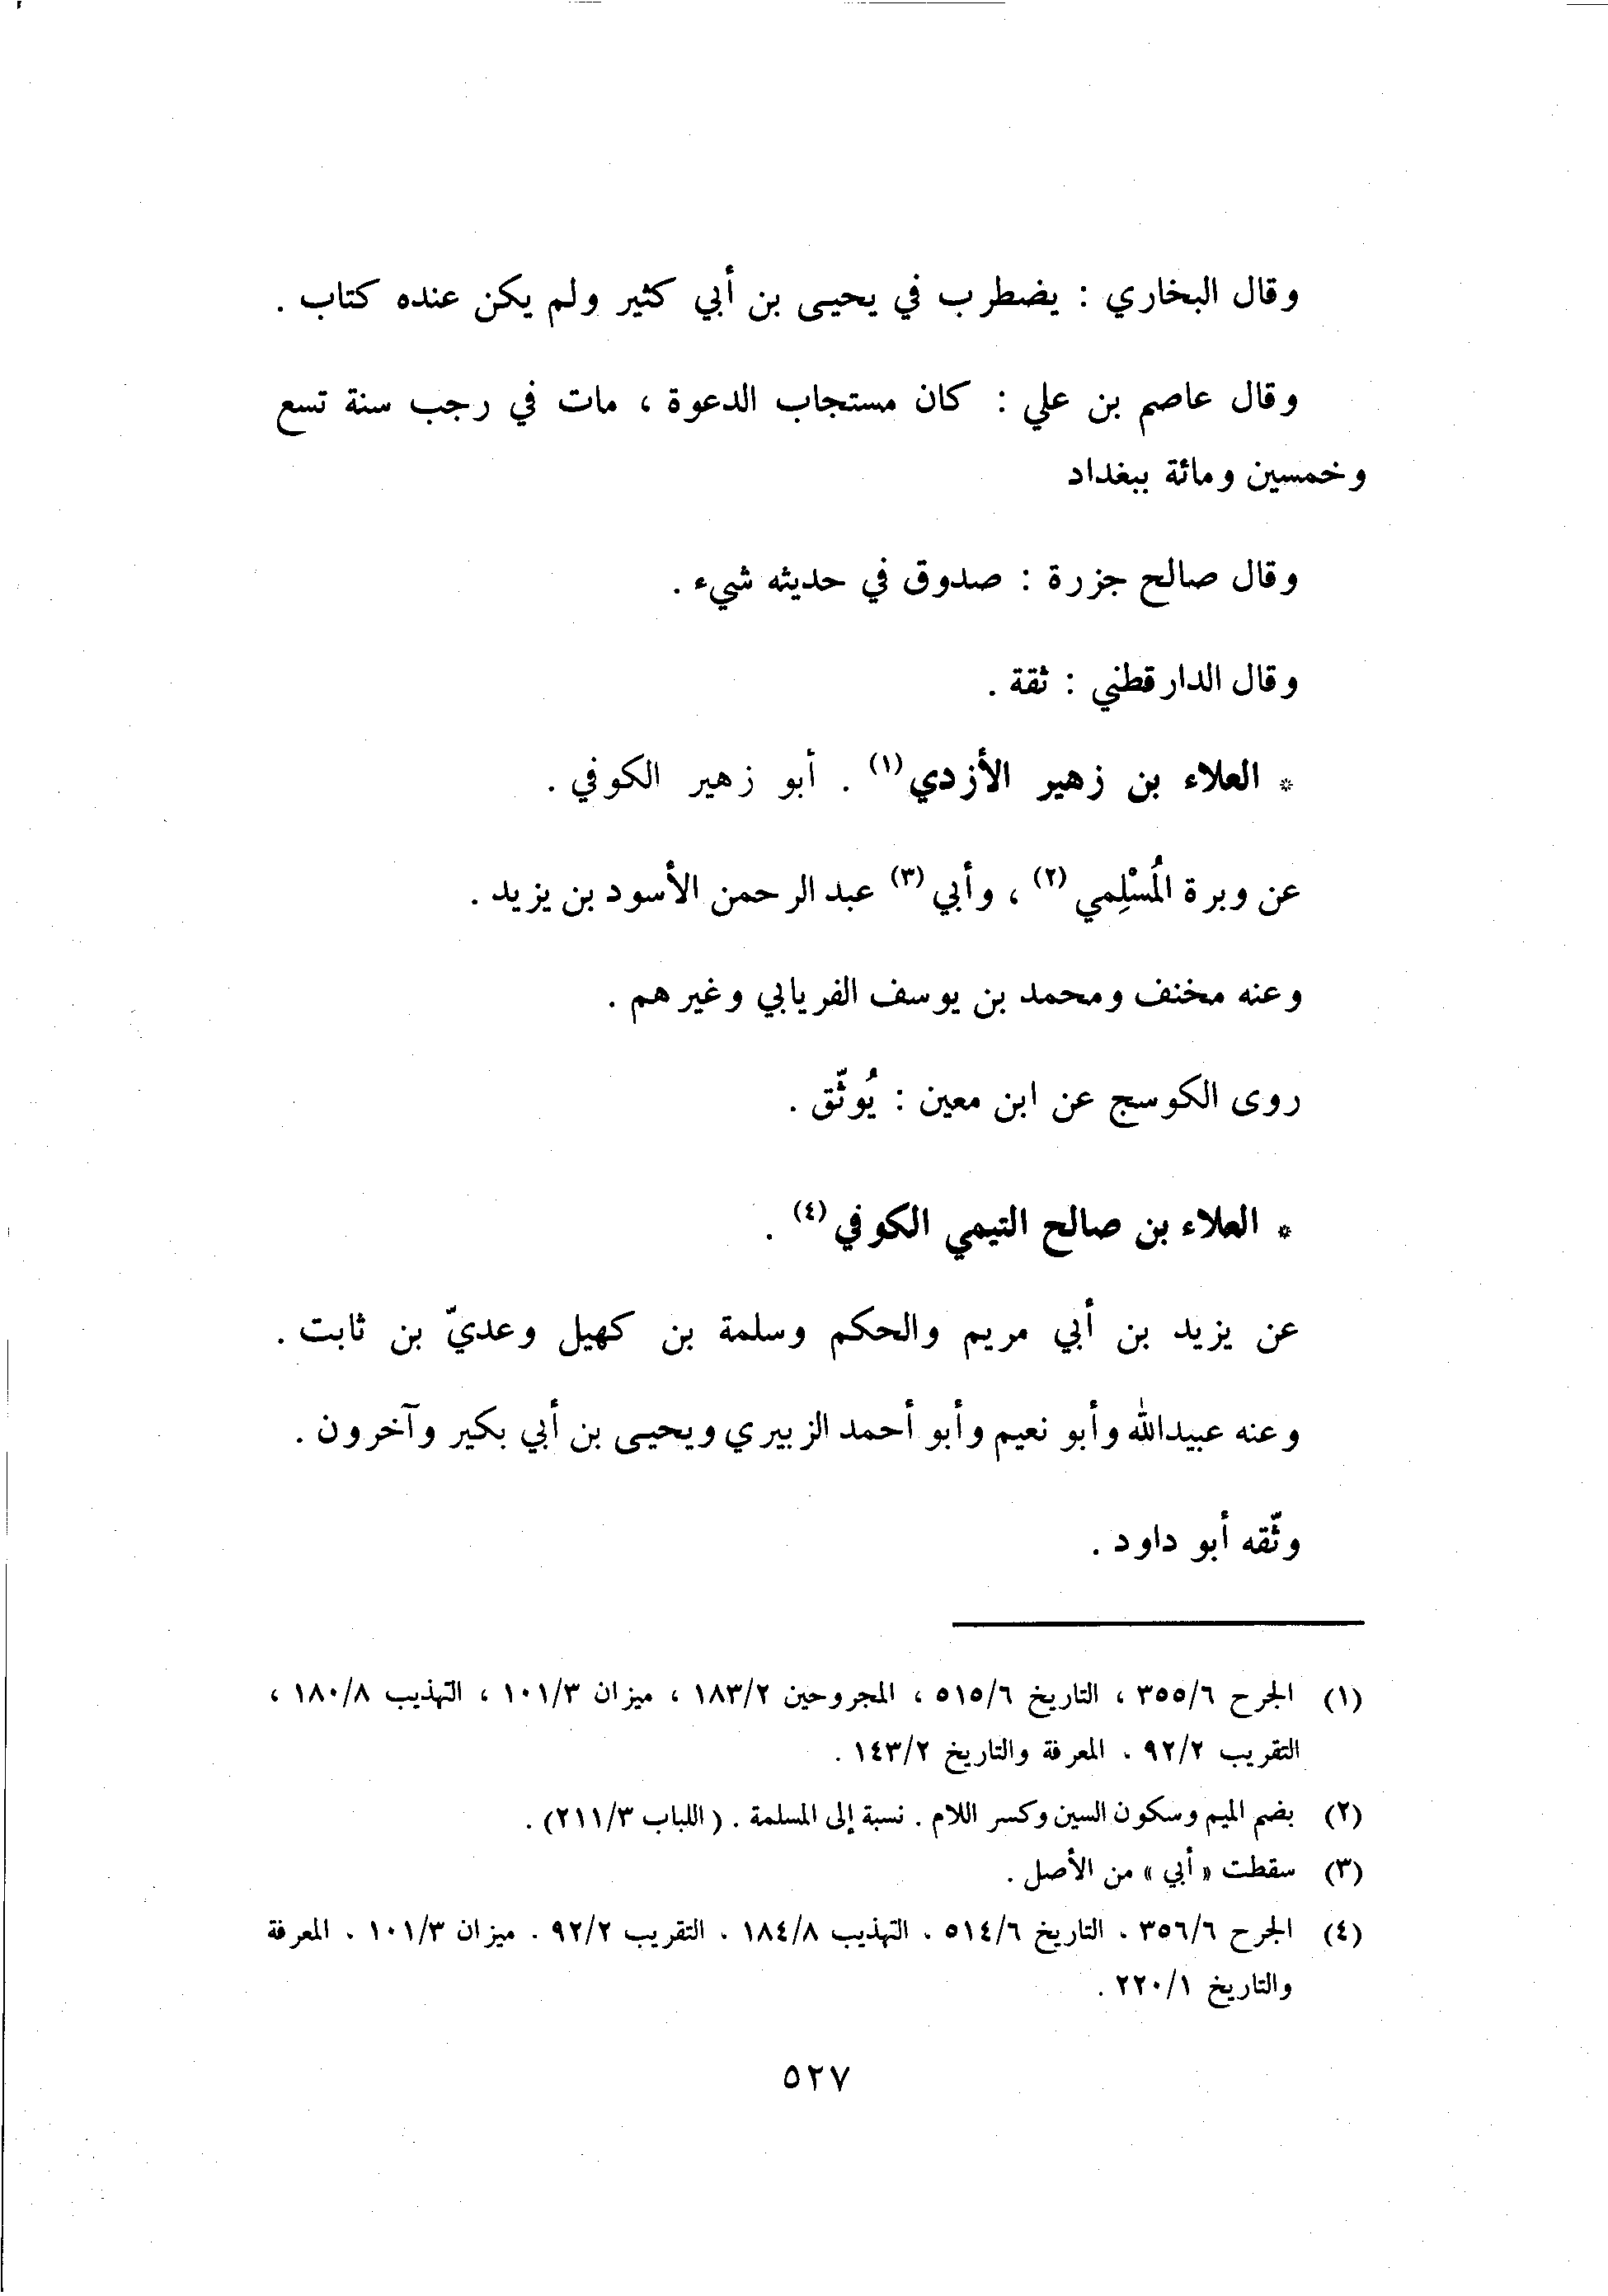 وقال البخاري : يضطرب في يحيى بن أبي كثير ولم يكن عنده كتاب .
وقال عاصم بن علي : كان مستجاب الدعوة ، مات في رجب سنة تسع
وخمسين ومائة ببغداد
وقال صالح جزرة : صدوق في حديثه شيء .
وقال الدارقطني : ثقة .
* العلاء بن زهير الأزدي (١) . أبو زهير الكوفي .
عن وبرة المُسْلِمي (٢) ، وأبي (٣) عبدالرحمن الأسود بن يزيد .
وعنه مخنف ومحمد بن يوسف الفريابي وغيرهم .
روى الكوسج عن ابن معين : يُوثّق .
* العلاء بن صالح التيمي الكوفي (٤) .
عن يزيد بن أبي مريم والحكم وسلمة بن كهيل وعديّ بن ثابت .
وعنه عبيدالله وأبو نعيم وأبو أحمد الزبيري ويحيى بن أبي بكير وآخرون .
وثّقه أبو داود .
(١) الجرح ٣٥٥/٦ ، التاريخ ٥١٥/٦ ، المجروحين ١٨٣/٢ ، ميزان ١٠١/٣ ، التهذيب ١٨٠/٨ ،
التقريب ٩٢/٢ . المعرفة والتاريخ ١٤٣/٢ .
(٢) بضم الميم وسكون السين وكسر اللام . نسبة إلى المسلمة . ( اللباب ٢١١/٣) .
(٣) سقطت « أبي » من الأصل .
(٤) الجرح ٣٥٦/٦ . التاريخ ٥١٤/٦ . التهذيب ١٨٤/٨ . التقريب ٩٢/٢ . ميزان ١٠١/٣ . المعرفة
والتاريخ ٢٢٠/١ .
٥٢٧